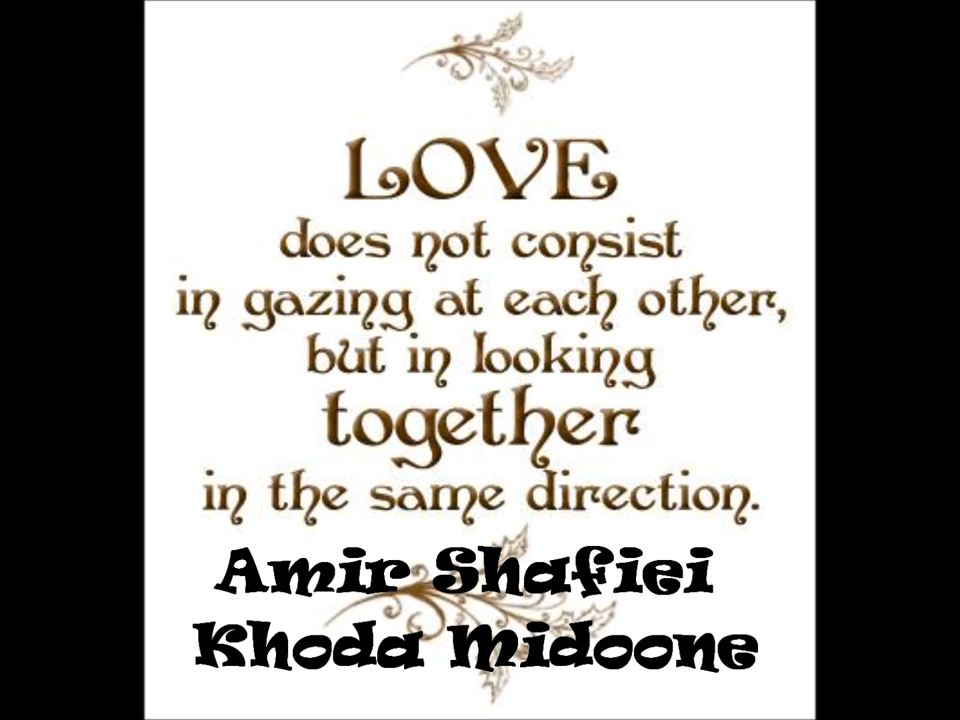 LOVE
does not consist
in gazing at each other,
but in looking
together
in the same direction.
Amir Shafiei
Khoda Midoone